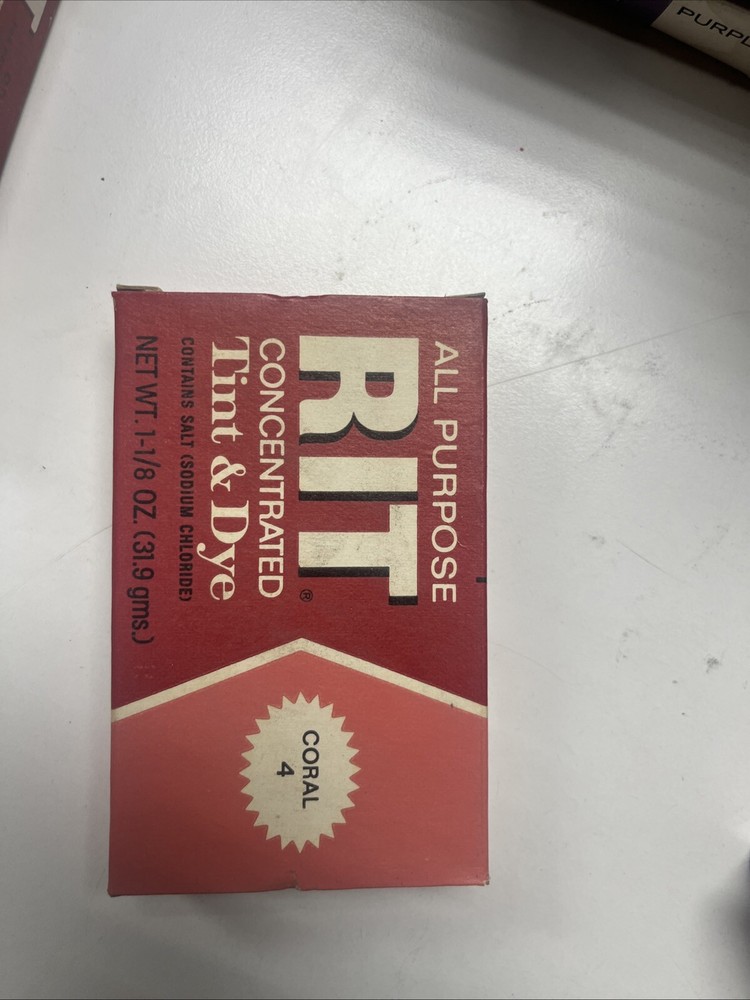 ALL PURPOSE
RIT®
CONCENTRATED
Tint & Dye
CONTAINS SALT (SODIUM CHLORIDE)
NET WT. 1-1/8 OZ. (31.9 gms.)
CORAL
4